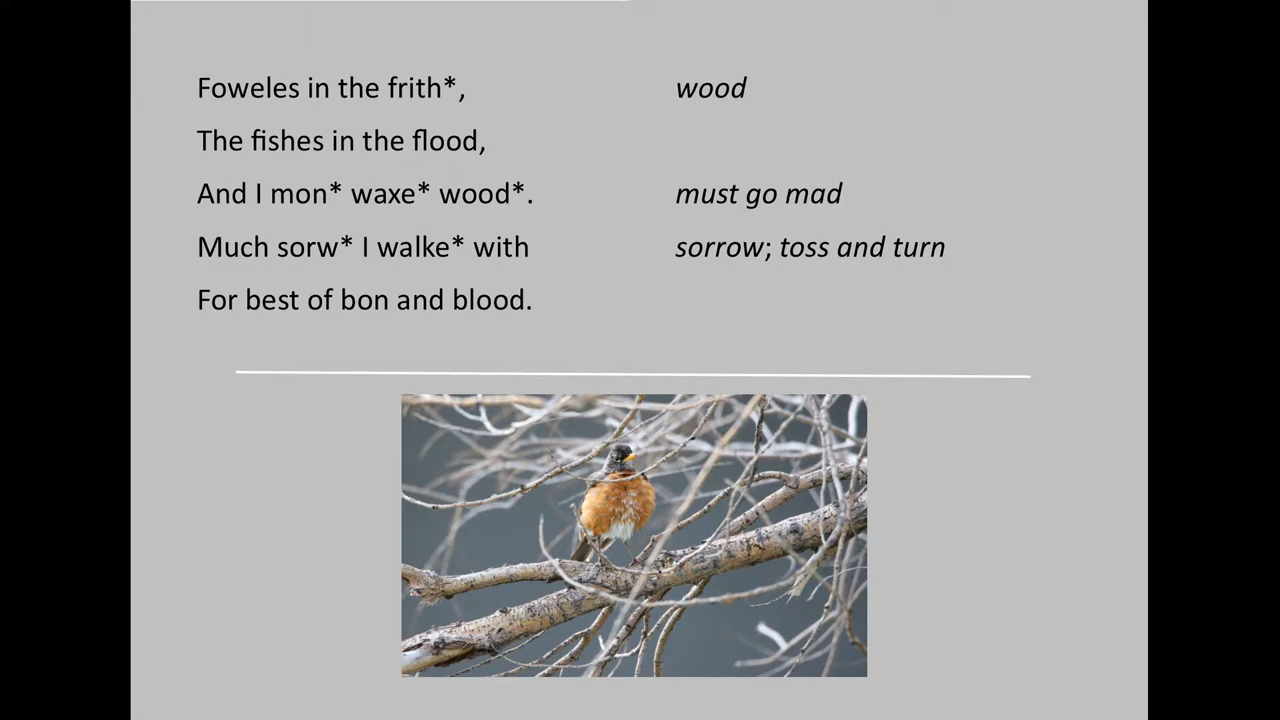 Foweles in the frith*, wood
The fishes in the flood,
And I mon* waxe* wood*. must go mad
Much sorw* I walke* with sorrow; toss and turn
For best of bon and blood.